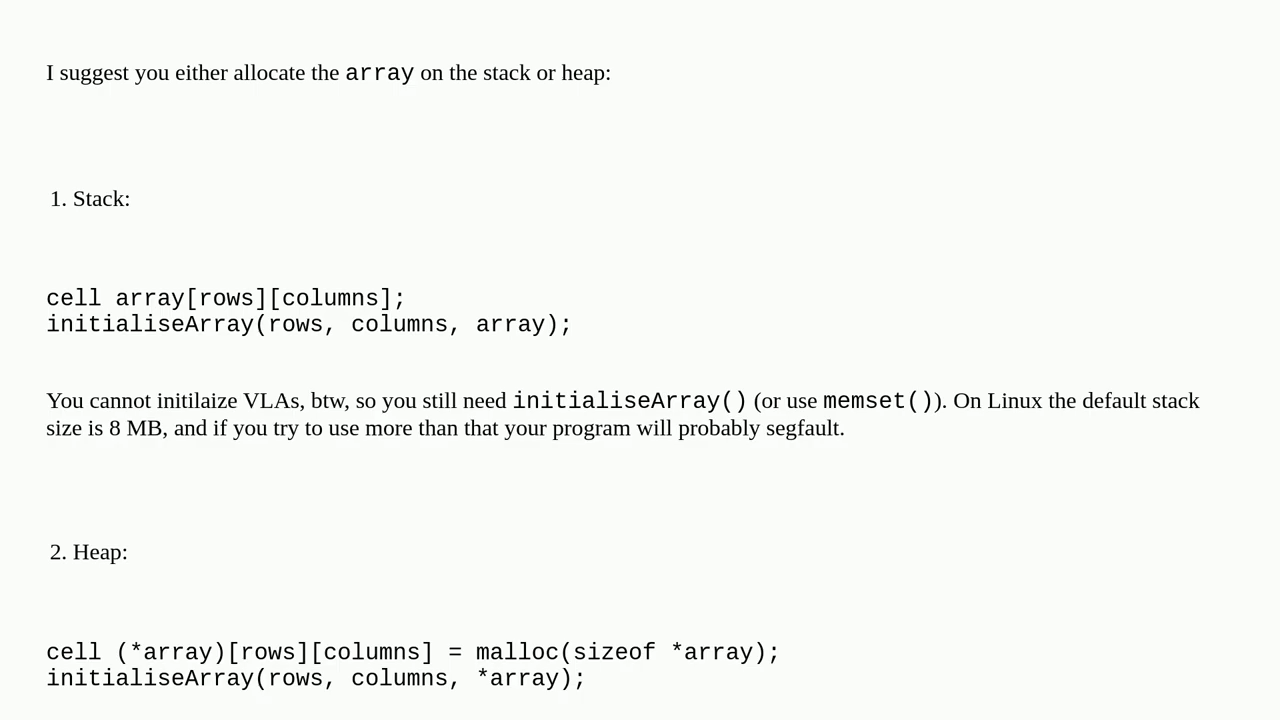 I suggest you either allocate the array on the stack or heap:
1. Stack:
cell array[rows][columns];
initialiseArray(rows, columns, array);
You cannot initilaize VLAs, btw, so you still need initialiseArray() (or use memset()). On Linux the default stack
size is 8 MB, and if you try to use more than that your program will probably segfault.
2. Heap:
cell (*array)[rows][columns] = malloc(sizeof *array);
initialiseArray(rows, columns, *array);